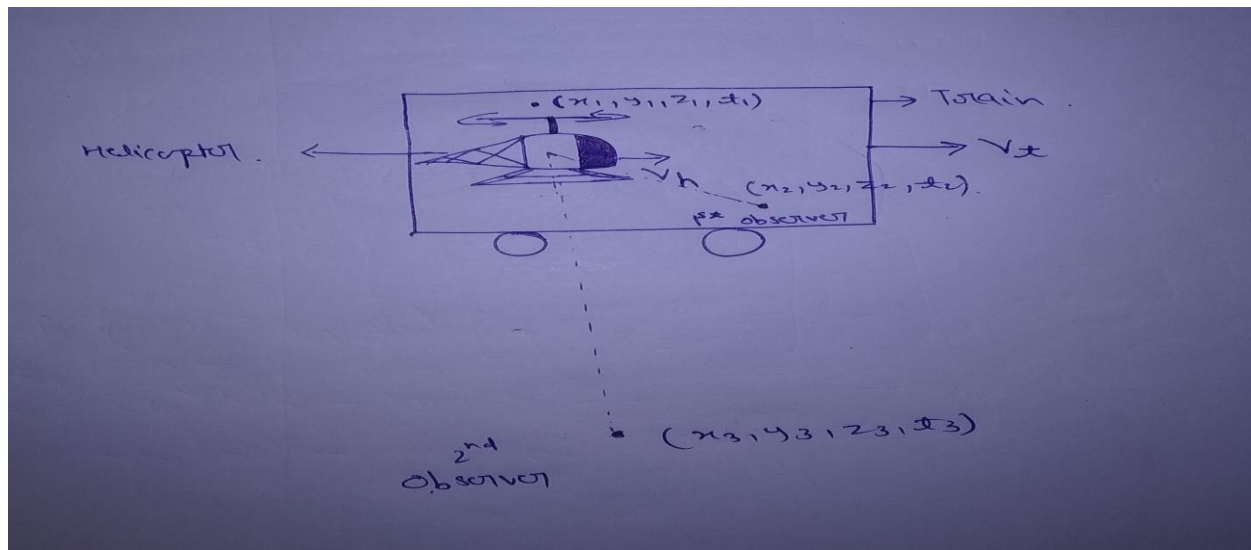 (x1, y1, z1, t1)
Train
Helicopter.
Vt
Vh
(x2, y2, z2, t2).
1st observer
(x3, y3, z3, t3)
2nd
Observer